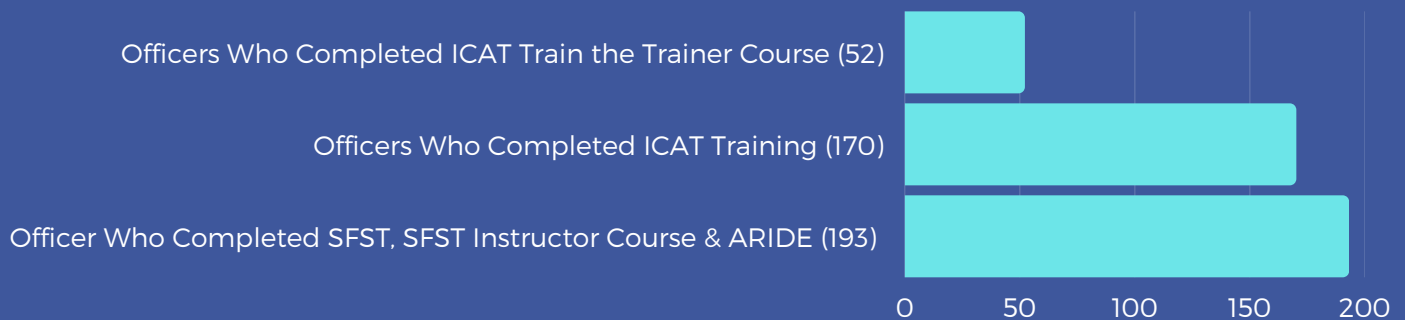 Officers Who Completed ICAT Train the Trainer Course (52)
Officers Who Completed ICAT Training (170)
Officer Who Completed SFST, SFST Instructor Course & ARIDE (193)
0 50 100 150 200